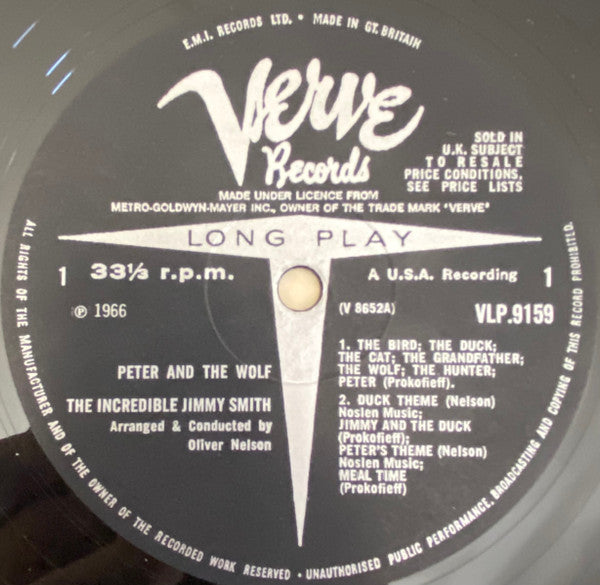 E.M.I. RECORDS LTD. • MADE IN GT. BRITAIN
Verve
Records
SOLD IN
U.K. SUBJECT
TO RESALE
PRICE CONDITIONS,
SEE PRICE LISTS
MADE UNDER LICENCE FROM
METRO-GOLDWYN-MAYER INC., OWNER OF THE TRADE MARK "VERVE"
LONG PLAY
1 33⅓ r.p.m.
A U.S.A. Recording 1
℗ 1966
(V 8652A) VLP.9159
PETER AND THE WOLF
THE INCREDIBLE JIMMY SMITH
Arranged & Conducted by
Oliver Nelson
1. THE BIRD; THE DUCK;
THE CAT; THE GRANDFATHER;
THE WOLF; THE HUNTER;
PETER (Prokofieff).
2. DUCK THEME (Nelson)
Noslen Music;
JIMMY AND THE DUCK
(Prokofieff);
PETER'S THEME (Nelson)
Noslen Music;
MEAL TIME
(Prokofieff)
ALL RIGHTS OF THE MANUFACTURER AND OF THE OWNER OF THE RECORDED WORK RESERVED • UNAUTHORISED PUBLIC PERFORMANCE, BROADCASTING AND COPYING OF THIS RECORD PROHIBITED.